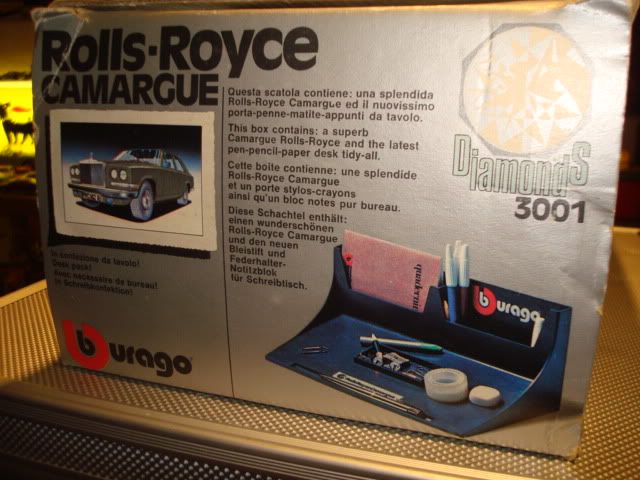 Rolls-Royce
CAMARGUE
Questa scatola contiene: una splendida
Rolls-Royce Camargue ed il nuovissimo
porta-penne-matite-appunti da tavolo.
This box contains: a superb
Camargue Rolls-Royce and the latest
pen-pencil-paper desk tidy-all.
Cette boîte contienne: une splendide
Rolls-Royce Camargue
et un porte stylos-crayons
ainsi qu'un bloc notes pur bureau.
Diese Schachtel enthält:
einen wunderschönen
Rolls-Royce Camargue
und den neuen
Bleistift und
Federhalter-
Notitzblok
für Schreibtisch.
DiamondS
3001
In confezione da tavolo!
Desk pack!
Avec nécessaire de bureau!
In Schreibkonfektion!
burago
quaderno
burago